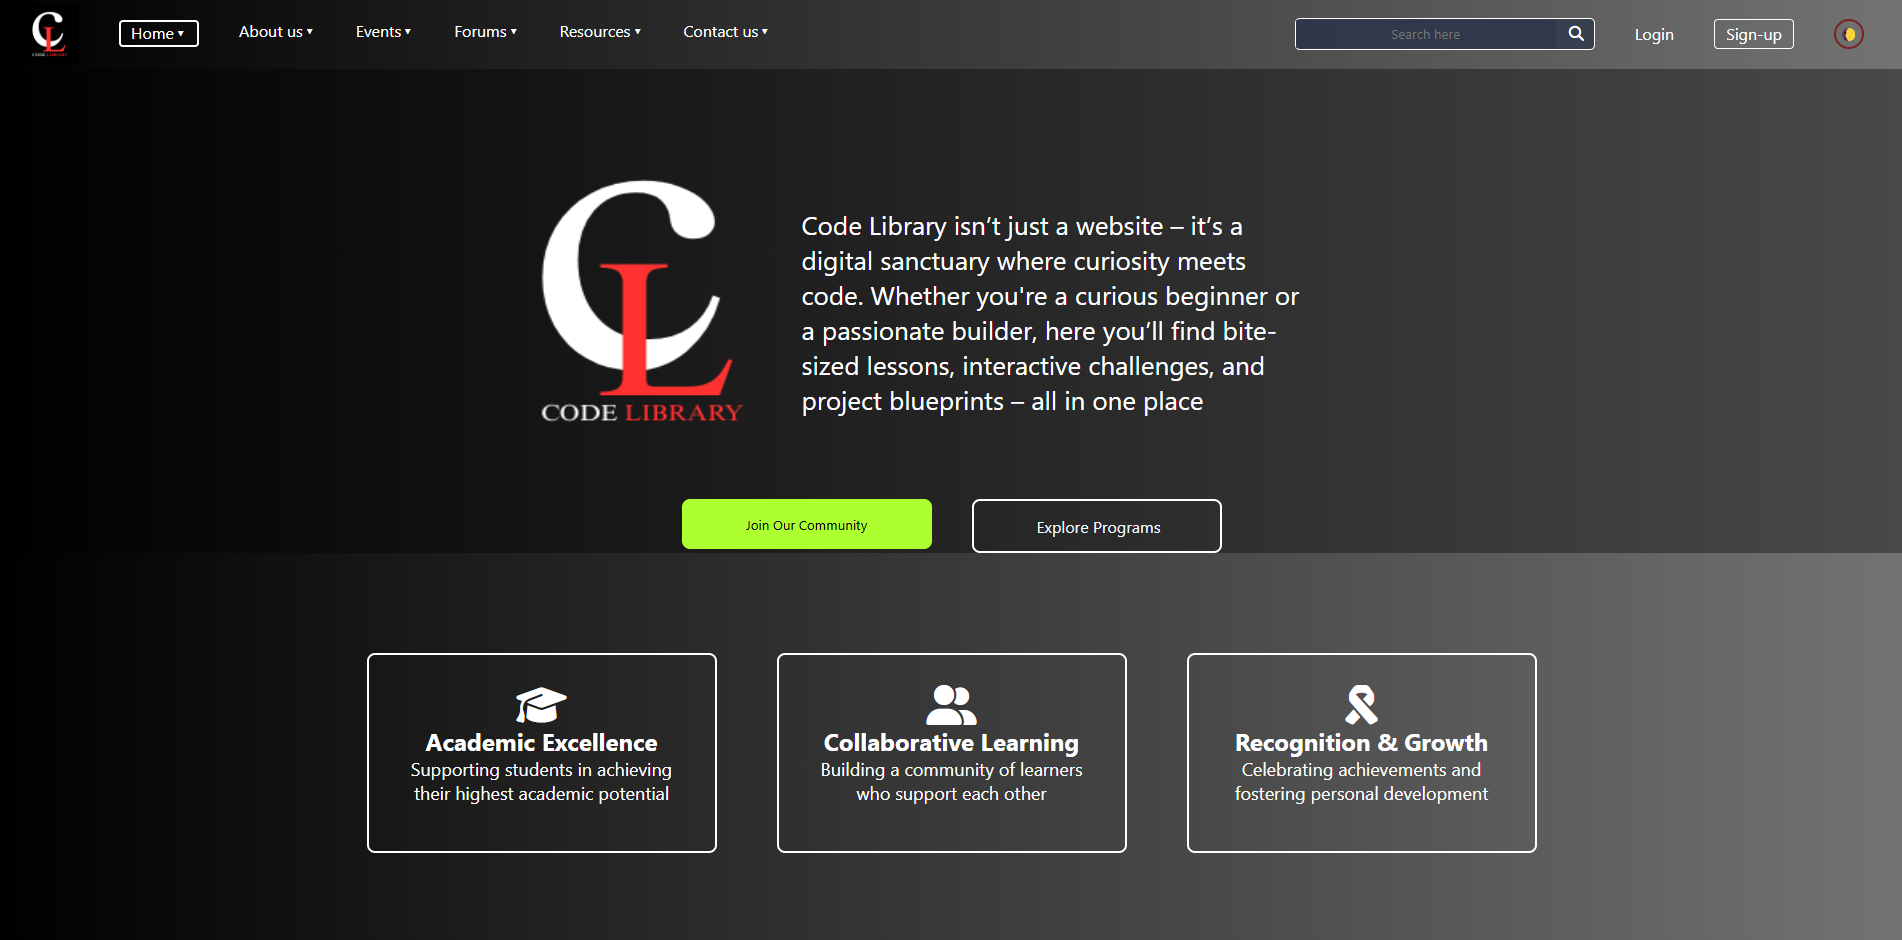 CL
CODE LIBRARY
Home ▾ About us ▾ Events ▾ Forums ▾ Resources ▾ Contact us ▾ Search here Login Sign-up
CL
CODE LIBRARY
Code Library isn’t just a website – it’s a
digital sanctuary where curiosity meets
code. Whether you're a curious beginner or
a passionate builder, here you’ll find bite-
sized lessons, interactive challenges, and
project blueprints – all in one place
Join Our Community
Explore Programs
Academic Excellence
Supporting students in achieving
their highest academic potential
Collaborative Learning
Building a community of learners
who support each other
Recognition & Growth
Celebrating achievements and
fostering personal development